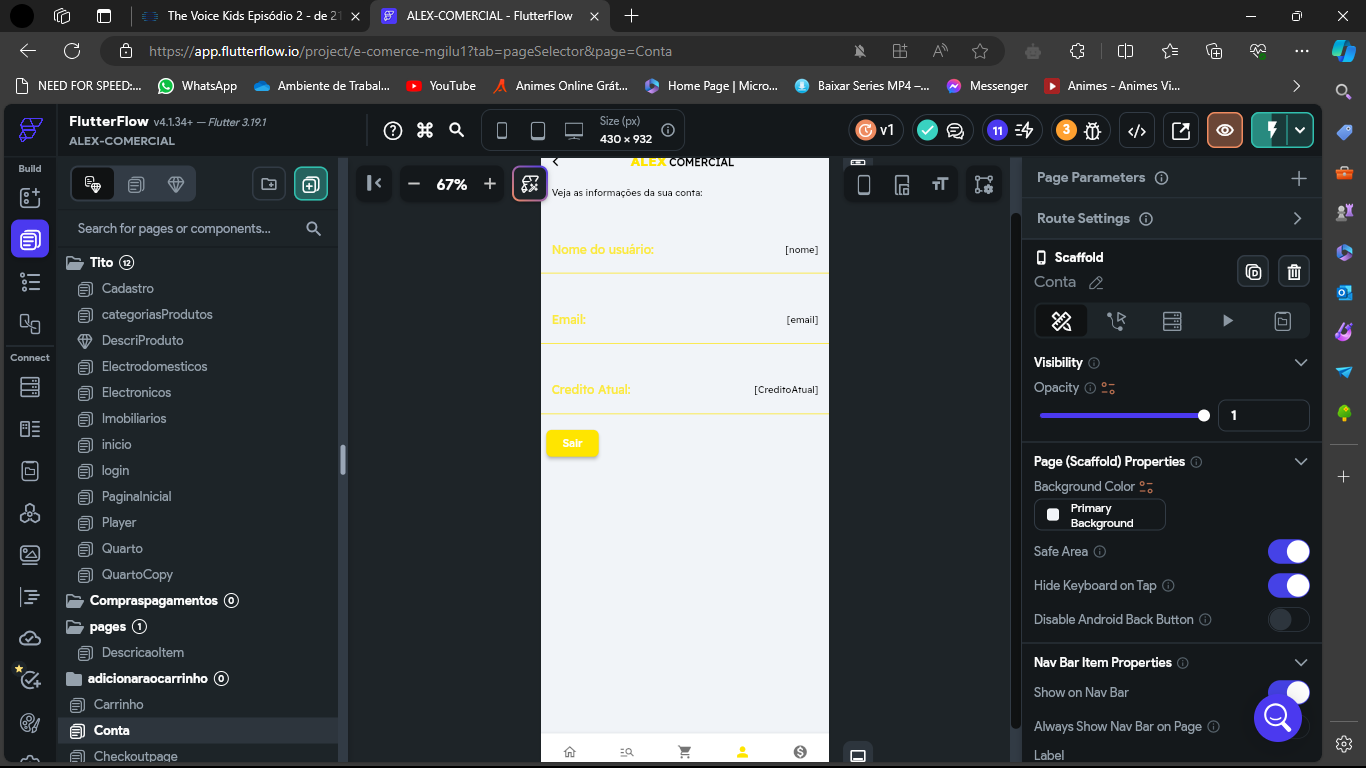 The Voice Kids Episódio 2 - de 21
ALEX-COMERCIAL - FlutterFlow
https://app.flutterflow.io/project/e-comerce-mgilu1?tab=pageSelector&page=Conta
NEED FOR SPEED:...
WhatsApp
Ambiente de Trabal...
YouTube
Animes Online Grát...
Home Page | Micro...
Baixar Series MP4 –...
Messenger
Animes - Animes Vi...
FlutterFlow v4.1.34+ — Flutter 3.19.1
ALEX-COMERCIAL
Size (px)
430 × 932
v1
11
3
Build
Connect
Search for pages or components...
Tito 12
Cadastro
categoriasProdutos
DescriProduto
Electrodomesticos
Electronicos
Imobiliarios
inicio
login
PaginaInicial
Player
Quarto
QuartoCopy
Compraspagamentos 0
pages 1
DescricaoItem
adicionaraocarrinho 0
Carrinho
Conta
Checkoutpage
67%
ALEX COMERCIAL
Veja as informações da sua conta:
Nome do usuário:
[nome]
Email:
[email]
Credito Atual:
[CreditoAtual]
Sair
Page Parameters
Route Settings
Scaffold
Conta
Visibility
Opacity
1
Page (Scaffold) Properties
Background Color
Primary
Background
Safe Area
Hide Keyboard on Tap
Disable Android Back Button
Nav Bar Item Properties
Show on Nav Bar
Always Show Nav Bar on Page
Label